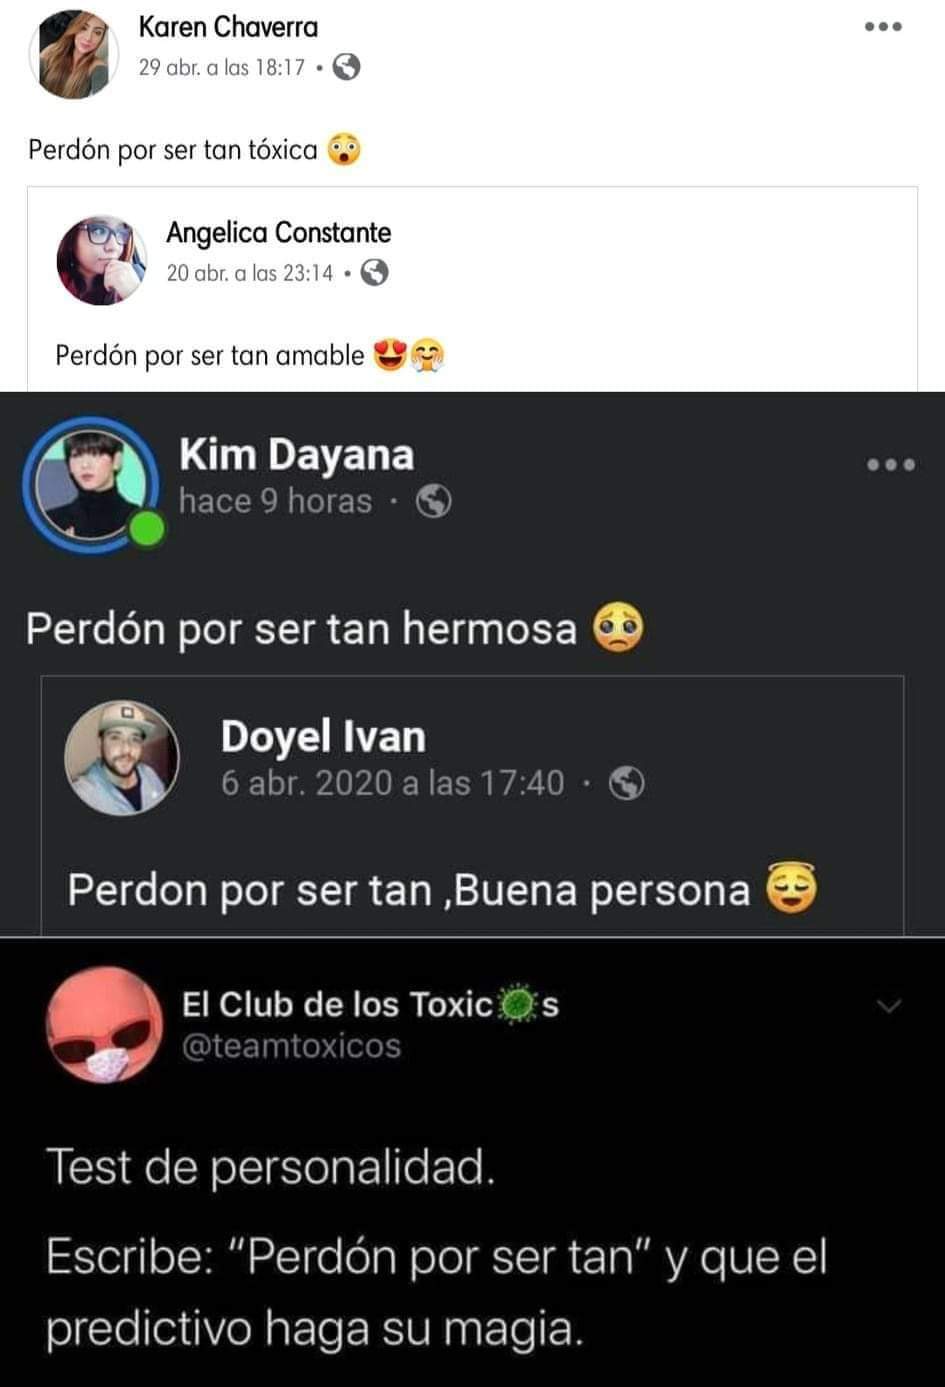 Karen Chaverra
29 abr. a las 18:17 •
Perdón por ser tan tóxica 😲
Angelica Constante
20 abr. a las 23:14 •
Perdón por ser tan amable 😍🤗
Kim Dayana
hace 9 horas ·
Perdón por ser tan hermosa 🥺
Doyel Ivan
6 abr. 2020 a las 17:40 ·
Perdon por ser tan ,Buena persona 😇
El Club de los Toxic🦠s
@teamtoxicos
Test de personalidad.
Escribe: "Perdón por ser tan" y que el
predictivo haga su magia.